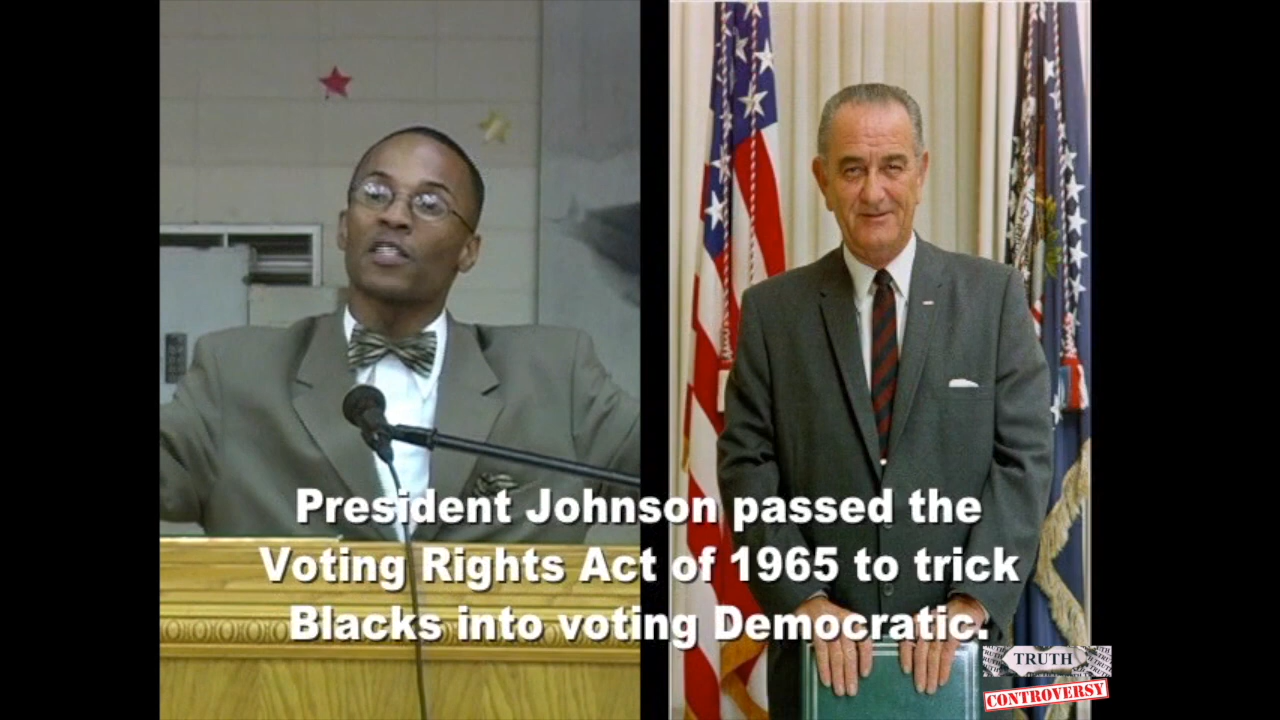 President Johnson passed the
Voting Rights Act of 1965 to trick
Blacks into voting Democratic.
TRUTH
CONTROVERSY